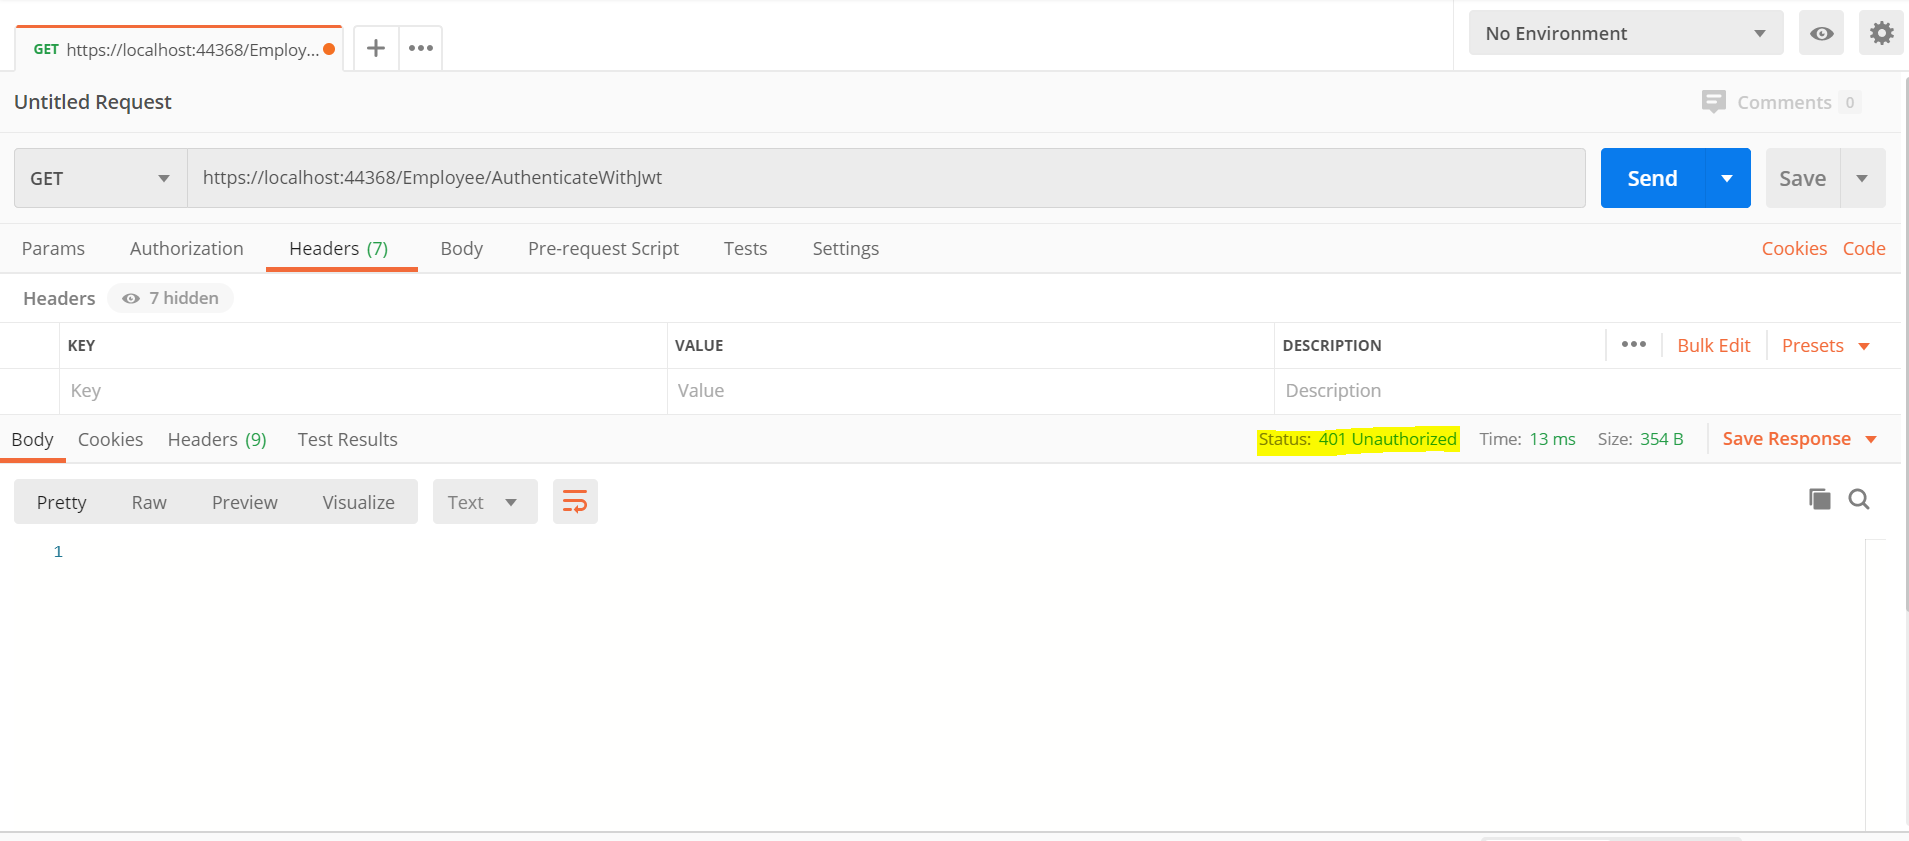 GET https://localhost:44368/Employ... No Environment
Untitled Request Comments 0
GET https://localhost:44368/Employee/AuthenticateWithJwt Send Save
Params Authorization Headers (7) Body Pre-request Script Tests Settings Cookies Code
Headers 7 hidden
KEY VALUE DESCRIPTION Bulk Edit Presets
Key Value Description
Body Cookies Headers (9) Test Results Status: 401 Unauthorized Time: 13 ms Size: 354 B Save Response
Pretty Raw Preview Visualize Text
1